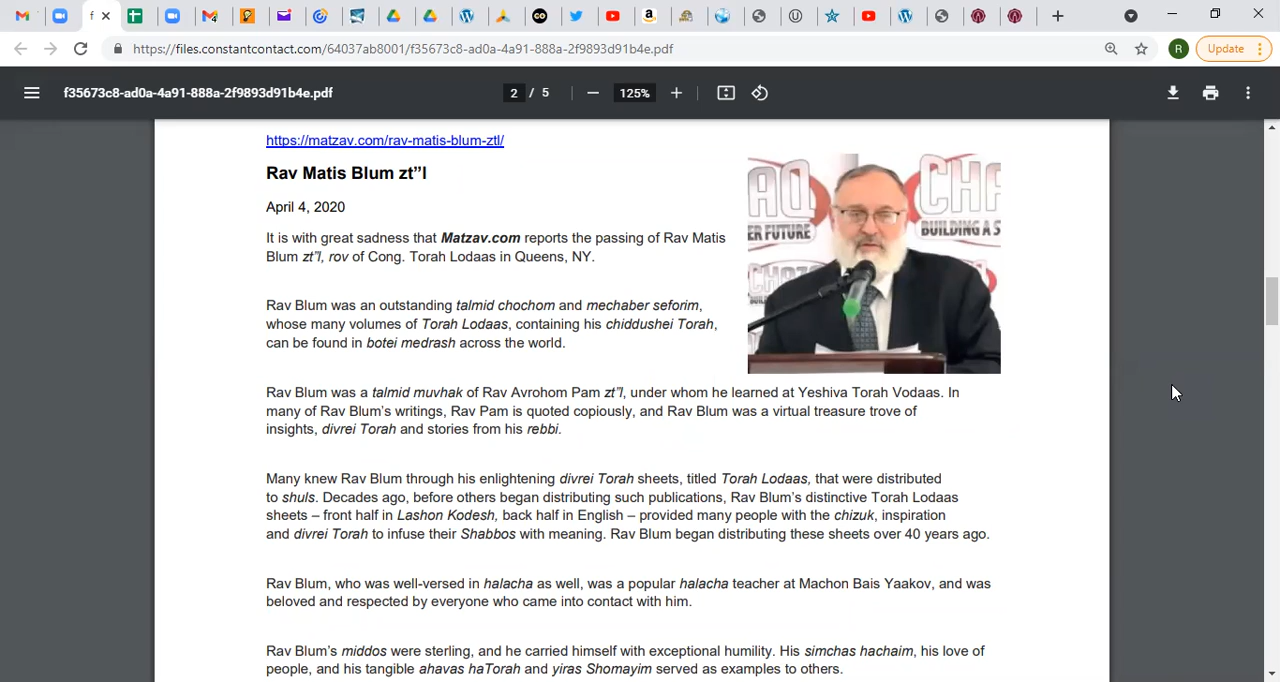 f
https://files.constantcontact.com/64037ab8001/f35673c8-ad0a-4a91-888a-2f9893d91b4e.pdf
R
Update
f35673c8-ad0a-4a91-888a-2f9893d91b4e.pdf
2 / 5
125%
https://matzav.com/rav-matis-blum-ztl/
Rav Matis Blum zt”l
April 4, 2020
It is with great sadness that Matzav.com reports the passing of Rav Matis
Blum zt”l, rov of Cong. Torah Lodaas in Queens, NY.
Rav Blum was an outstanding talmid chochom and mechaber seforim,
whose many volumes of Torah Lodaas, containing his chiddushei Torah,
can be found in botei medrash across the world.
AQ
CHA
ER FUTURE
BUILDING A S
Rav Blum was a talmid muvhak of Rav Avrohom Pam zt”l, under whom he learned at Yeshiva Torah Vodaas. In
many of Rav Blum’s writings, Rav Pam is quoted copiously, and Rav Blum was a virtual treasure trove of
insights, divrei Torah and stories from his rebbi.
Many knew Rav Blum through his enlightening divrei Torah sheets, titled Torah Lodaas, that were distributed
to shuls. Decades ago, before others began distributing such publications, Rav Blum’s distinctive Torah Lodaas
sheets – front half in Lashon Kodesh, back half in English – provided many people with the chizuk, inspiration
and divrei Torah to infuse their Shabbos with meaning. Rav Blum began distributing these sheets over 40 years ago.
Rav Blum, who was well-versed in halacha as well, was a popular halacha teacher at Machon Bais Yaakov, and was
beloved and respected by everyone who came into contact with him.
Rav Blum’s middos were sterling, and he carried himself with exceptional humility. His simchas hachaim, his love of
people, and his tangible ahavas haTorah and yiras Shomayim served as examples to others.